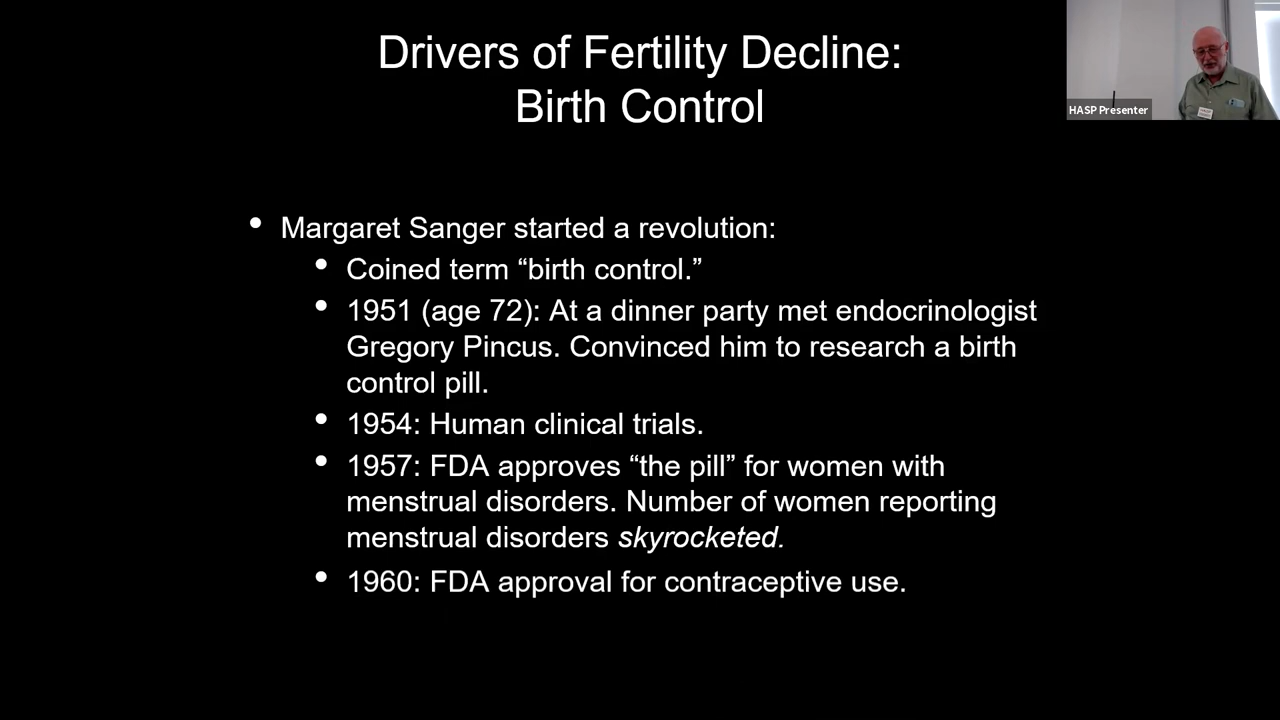 Drivers of Fertility Decline:
Birth Control
HASP Presenter
• Margaret Sanger started a revolution:
• Coined term “birth control.”
• 1951 (age 72): At a dinner party met endocrinologist
Gregory Pincus. Convinced him to research a birth
control pill.
• 1954: Human clinical trials.
• 1957: FDA approves “the pill” for women with
menstrual disorders. Number of women reporting
menstrual disorders skyrocketed.
• 1960: FDA approval for contraceptive use.